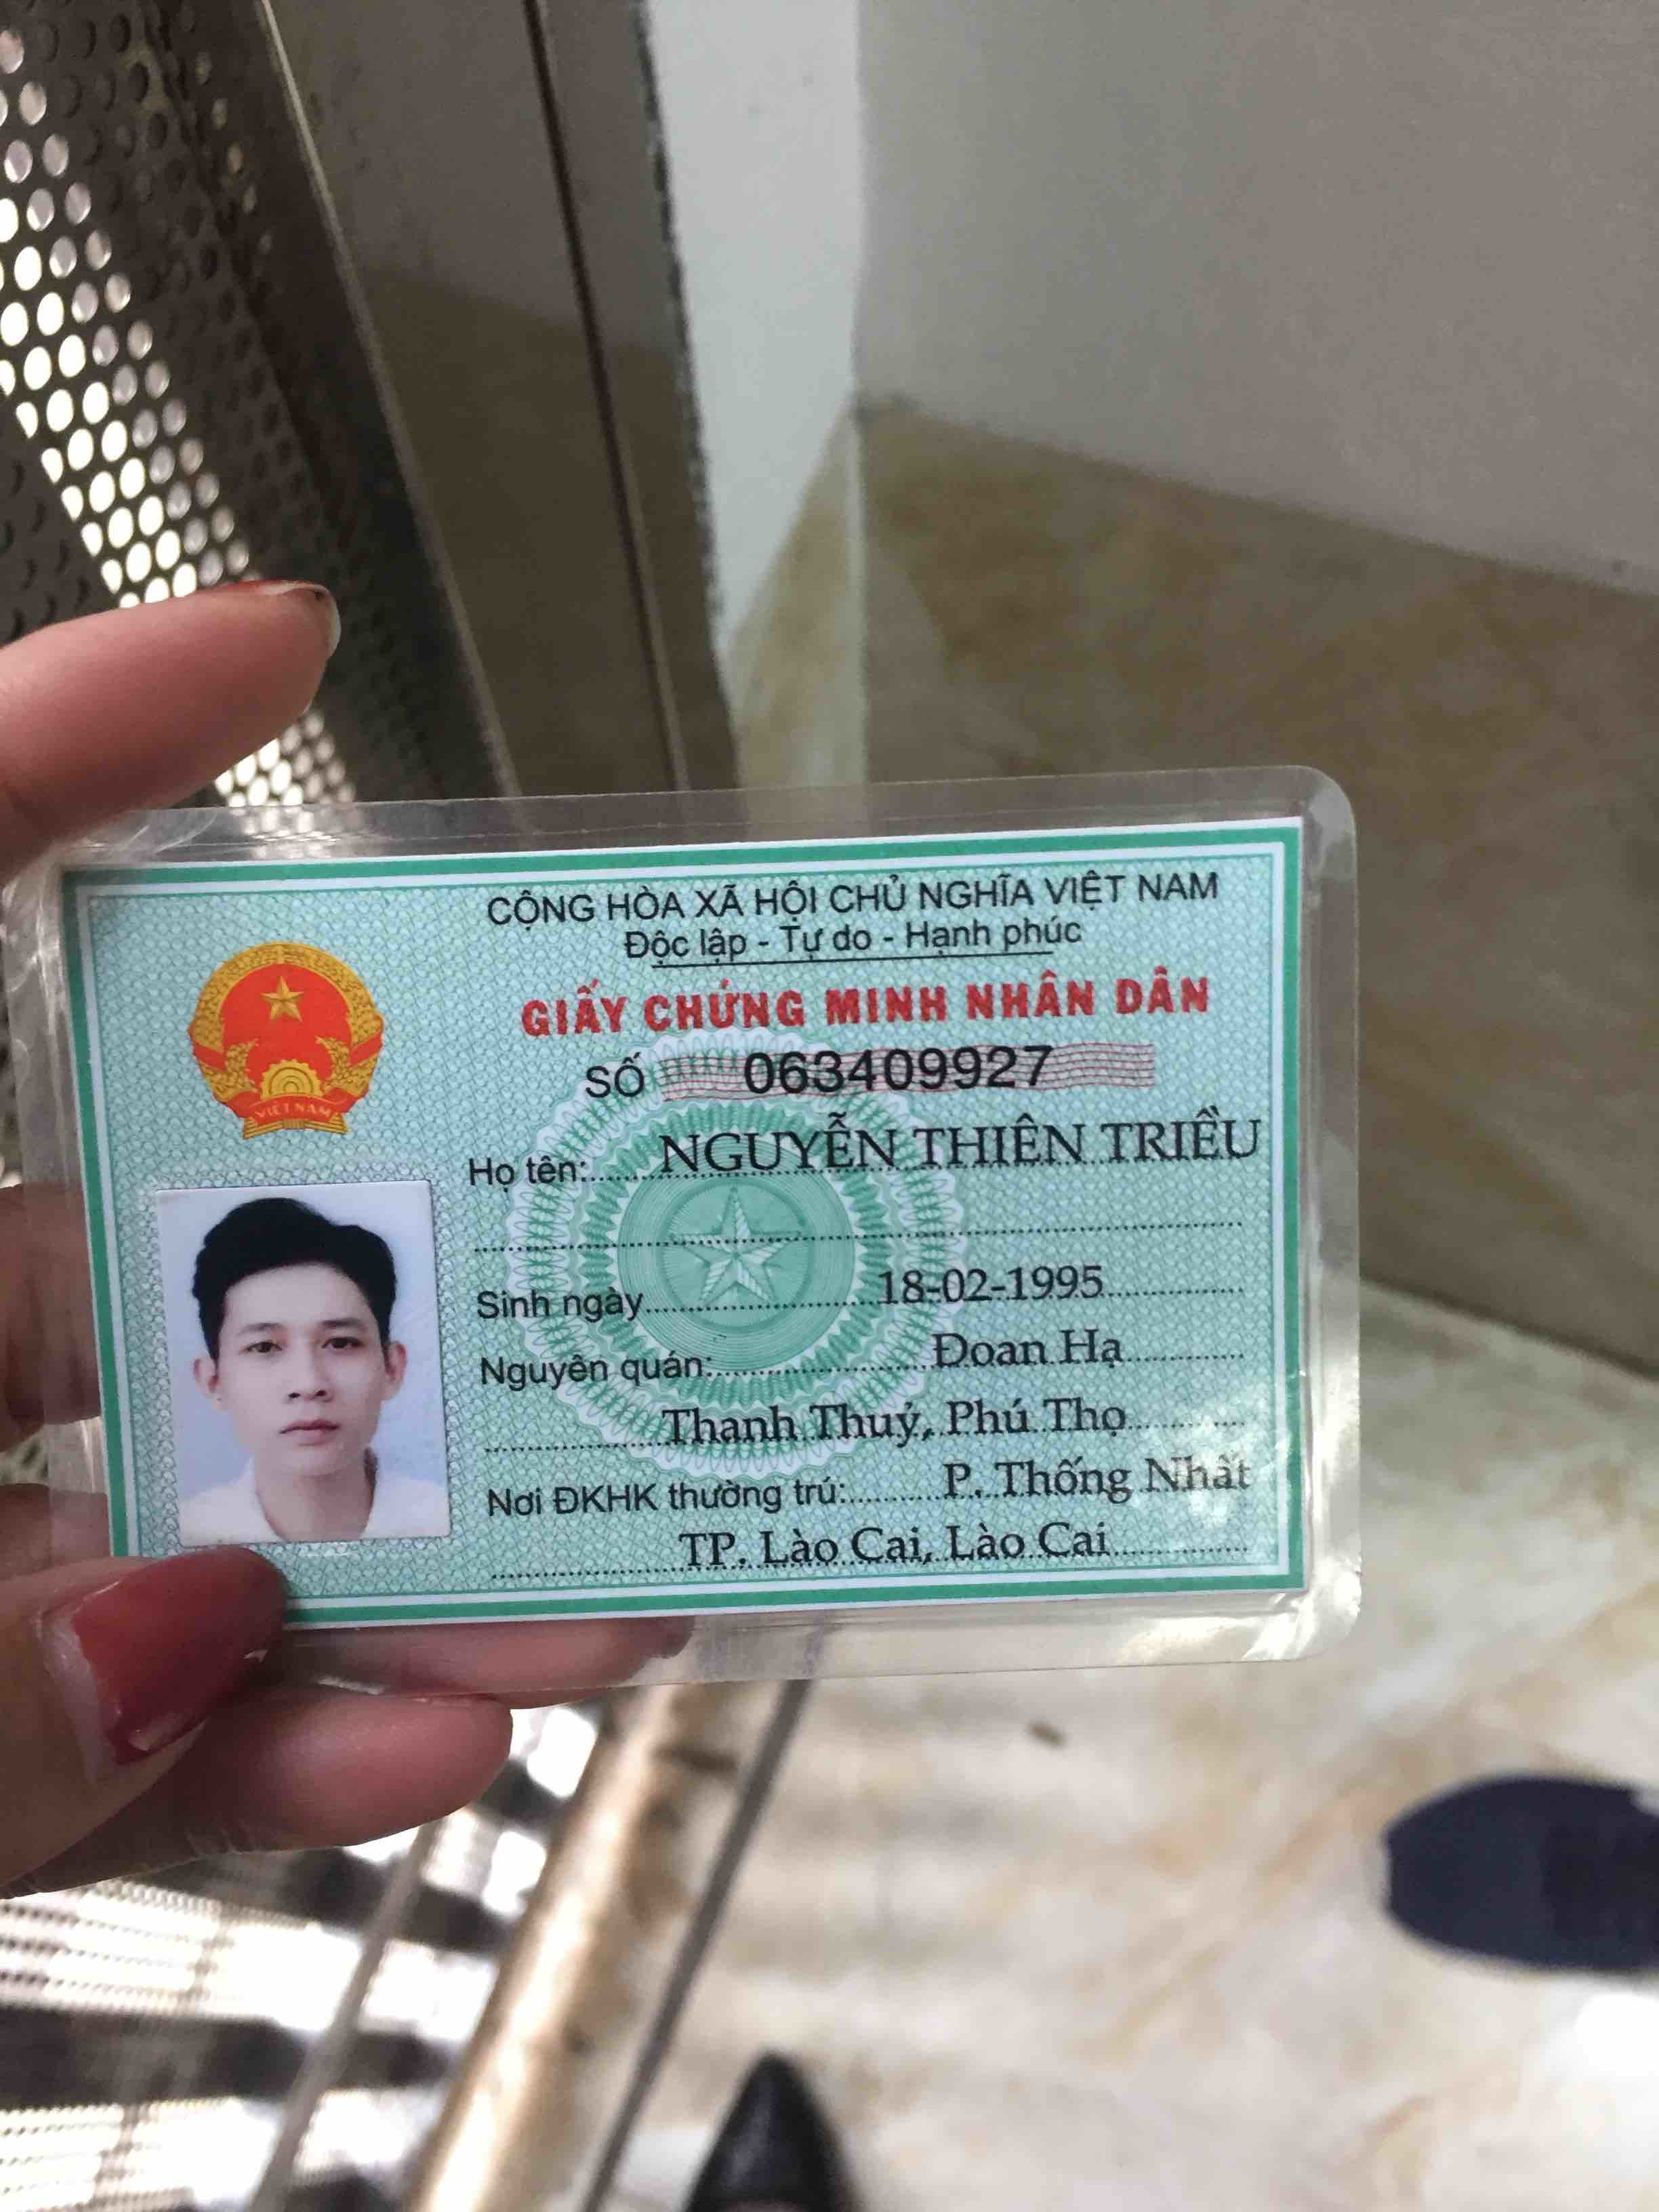 CỘNG HÒA XÃ HỘI CHỦ NGHĨA VIỆT NAM
Độc lập - Tự do - Hạnh phúc
GIẤY CHỨNG MINH NHÂN DÂN
SỐ 063409927
Họ tên: NGUYỄN THIÊN TRIỀU
Sinh ngày 18-02-1995
Nguyên quán: Đoan Hạ
Thanh Thuỷ, Phú Thọ
Nơi ĐKHK thường trú: P. Thống Nhất
TP. Lào Cai, Lào Cai
VIỆT NAM